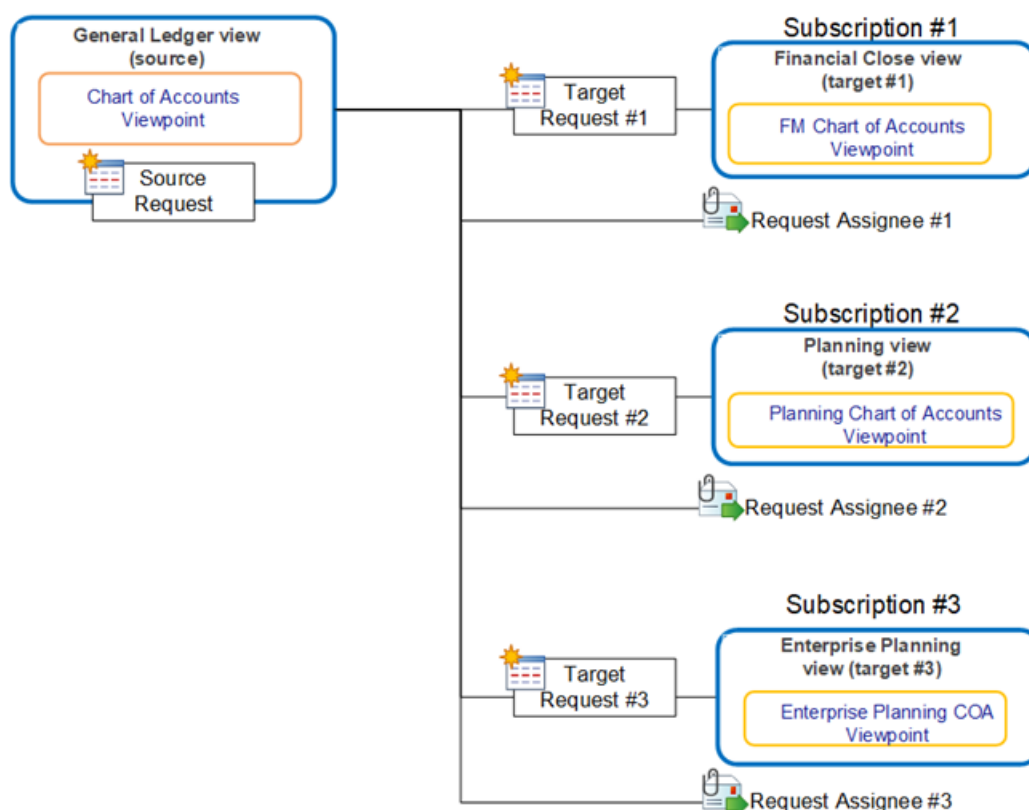 General Ledger view
(source)
Chart of Accounts
Viewpoint
Source
Request
Subscription #1
Target
Request #1
Financial Close view
(target #1)
FM Chart of Accounts
Viewpoint
Request Assignee #1
Subscription #2
Target
Request #2
Planning view
(target #2)
Planning Chart of Accounts
Viewpoint
Request Assignee #2
Subscription #3
Target
Request #3
Enterprise Planning
view (target #3)
Enterprise Planning COA
Viewpoint
Request Assignee #3